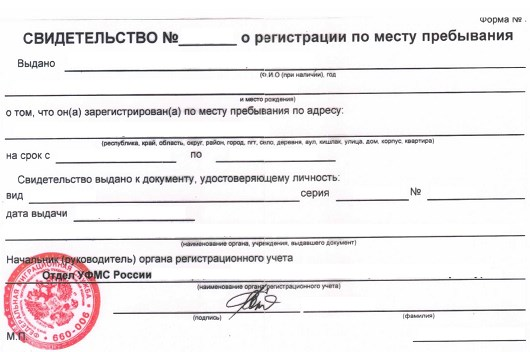 Форма №
СВИДЕТЕЛЬСТВО №_______ о регистрации по месту пребывания
Выдано
(Ф.И.О (при наличии), год
и место рождения)
о том, что он(а) зарегистрирован(а) по месту пребывания по адресу:
(республика, край, область, округ, район, город, пгт, село, деревня, аул, кишлак, улица, дом, корпус, квартира)
на срок с по
Свидетельство выдано к документу, удостоверяющему личность:
вид серия №
дата выдачи
(наименование органа, учреждения, выдавшего документ)
Начальник (руководитель) органа регистрационного учета
Отдел УФМС России
(наименование органа регистрационного учета)
(подпись) (фамилия)
М.П.
ФЕДЕРАЛЬНАЯ МИГРАЦИОННАЯ СЛУЖБА
660-006